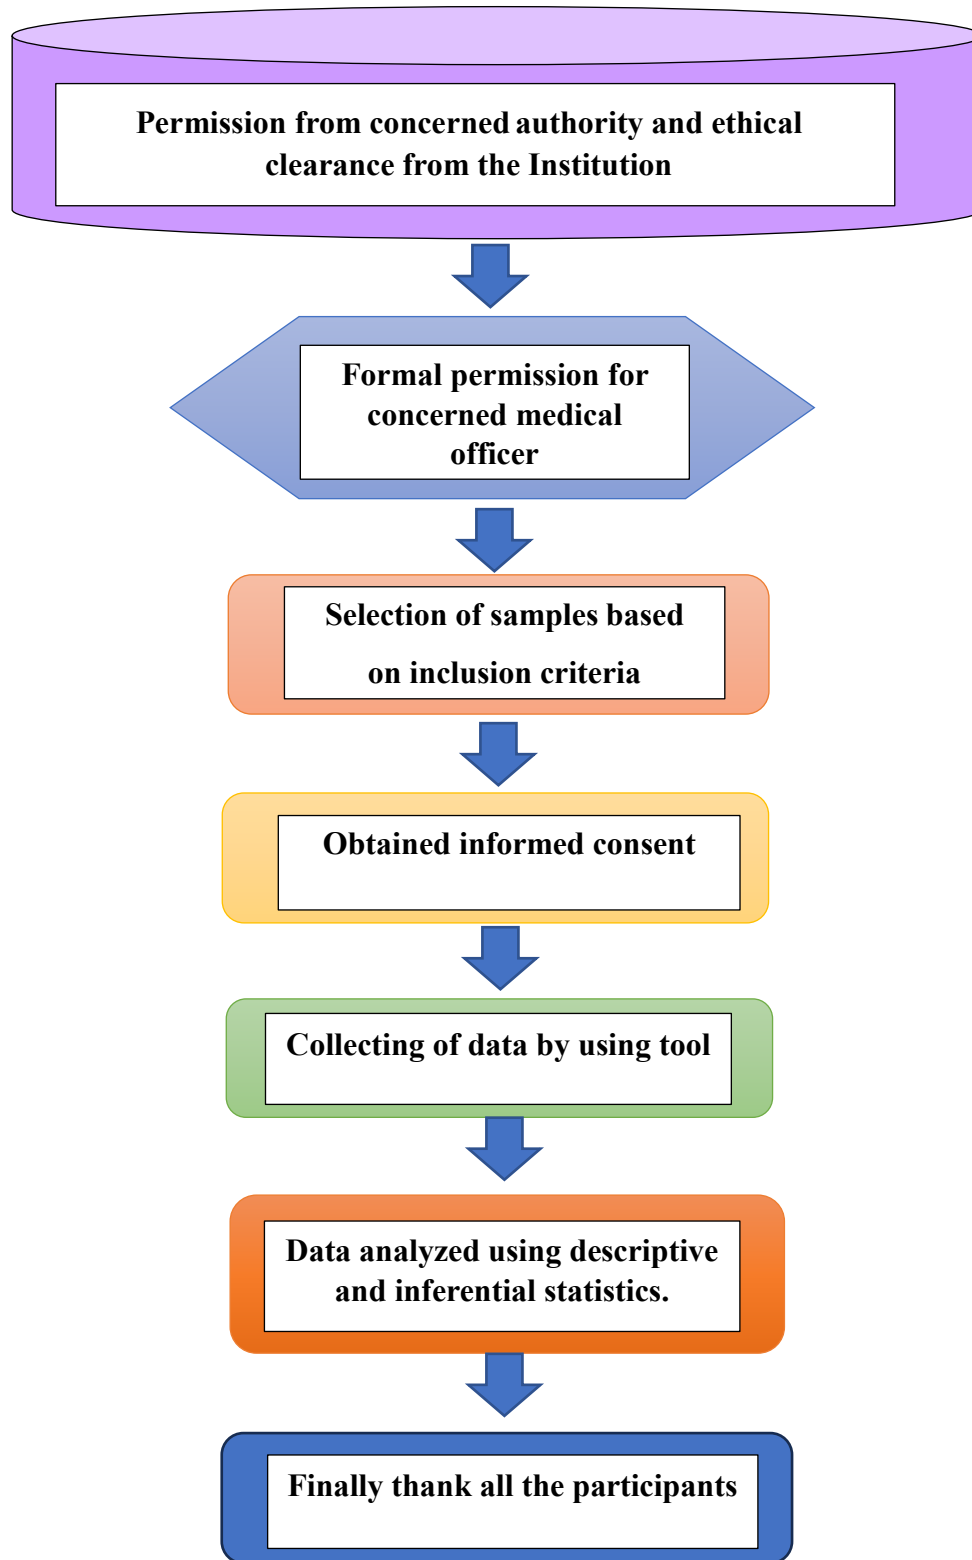 Permission from concerned authority and ethical
clearance from the Institution
Formal permission for
concerned medical
officer
Selection of samples based
on inclusion criteria
Obtained informed consent
Collecting of data by using tool
Data analyzed using descriptive
and inferential statistics.
Finally thank all the participants